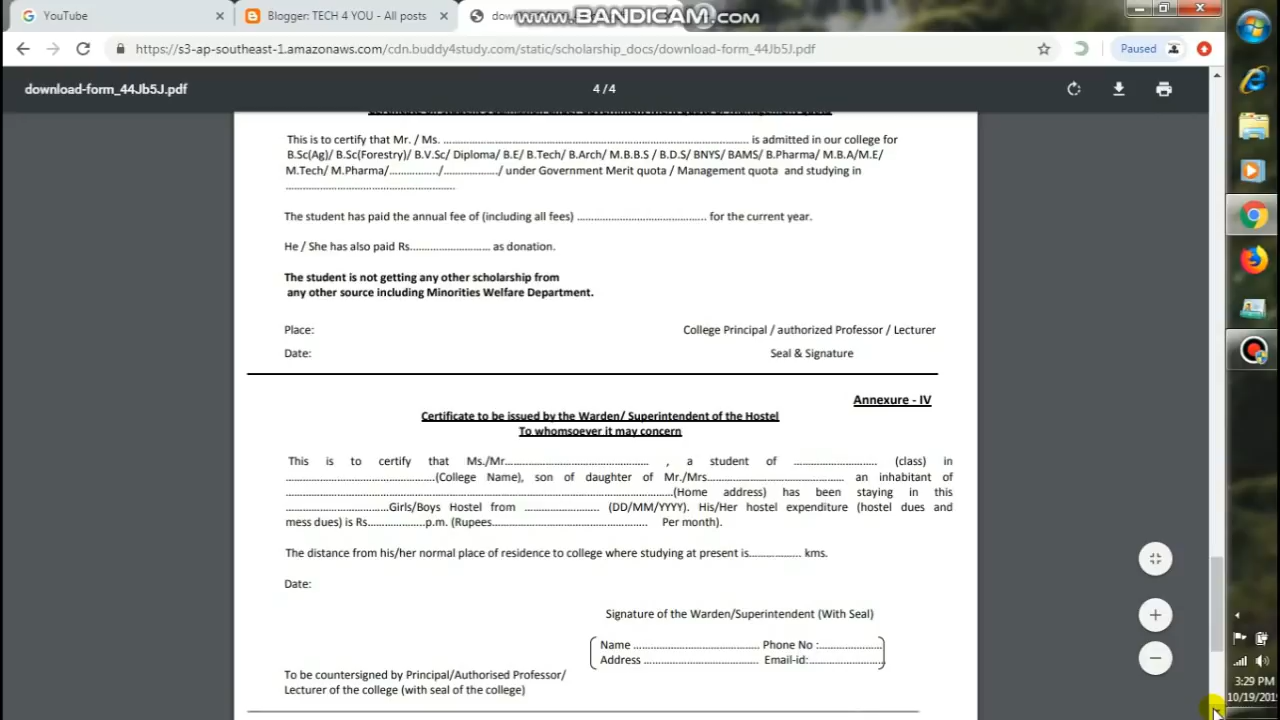 YouTube
Blogger: TECH 4 YOU - All posts
www.BANDICAM.com
https://s3-ap-southeast-1.amazonaws.com/cdn.buddy4study.com/static/scholarship_docs/download-form_44Jb5J.pdf
Paused
download-form_44Jb5J.pdf
4 / 4
This is to certify that Mr. / Ms. ........................................................................................................ is admitted in our college for
B.Sc(Ag)/ B.Sc(Forestry)/ B.V.Sc/ Diploma/ B.E/ B.Tech/ B.Arch/ M.B.B.S / B.D.S/ BNYS/ BAMS/ B.Pharma/ M.B.A/M.E/
M.Tech/ M.Pharma/................./..................../ under Government Merit quota / Management quota and studying in
..........................................................
The student has paid the annual fee of (including all fees) ............................................ for the current year.
He / She has also paid Rs........................... as donation.
The student is not getting any other scholarship from
any other source including Minorities Welfare Department.
Place:
College Principal / authorized Professor / Lecturer
Date:
Seal & Signature
Annexure - IV
Certificate to be issued by the Warden/ Superintendent of the Hostel
To whomsoever it may concern
This is to certify that Ms./Mr................................................. , a student of ............................ (class) in
...................................................(College Name), son of daughter of Mr./Mrs............................................... an inhabitant of
....................................................................................................................................(Home address) has been staying in this
...................................Girls/Boys Hostel from .......................... (DD/MM/YYYY). His/Her hostel expenditure (hostel dues and
mess dues) is Rs....................p.m. (Rupees..................................................... Per month).
The distance from his/her normal place of residence to college where studying at present is.................. kms.
Date:
Signature of the Warden/Superintendent (With Seal)
Name ........................................... Phone No :......................
Address ....................................... Email-id:..........................
To be countersigned by Principal/Authorised Professor/
Lecturer of the college (with seal of the college)
3:29 PM